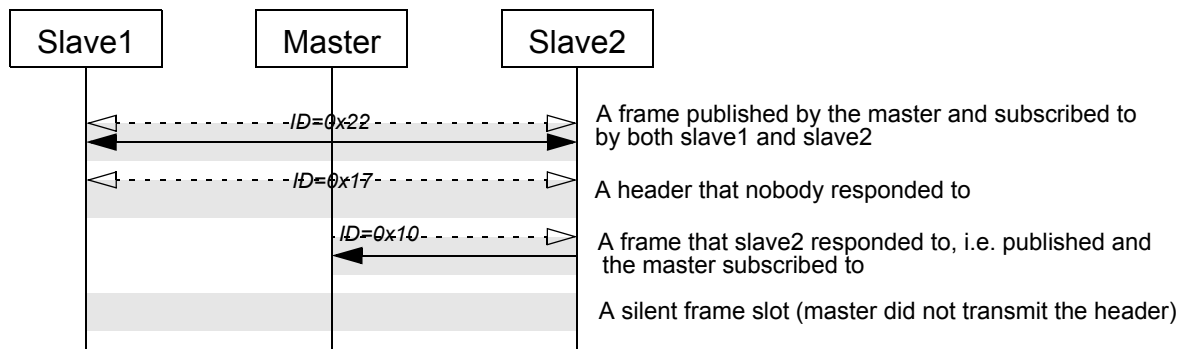 Slave1 Master Slave2
ID=0x22
A frame published by the master and subscribed to
by both slave1 and slave2
ID=0x17
A header that nobody responded to
ID=0x10
A frame that slave2 responded to, i.e. published and
the master subscribed to
A silent frame slot (master did not transmit the header)